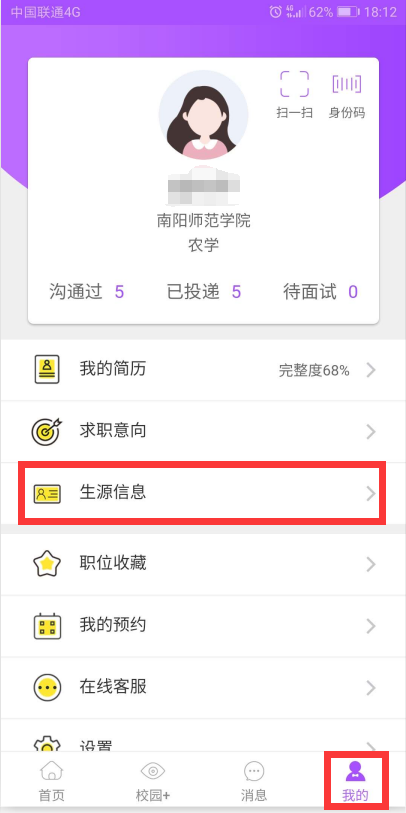 中国联通4G 4G 62% 18:12
扫一扫 身份码
南阳师范学院
农学
沟通过 5 已投递 5 待面试 0
我的简历 完整度68%
求职意向
生源信息
职位收藏
我的预约
在线客服
设置
首页 校园+ 消息 我的